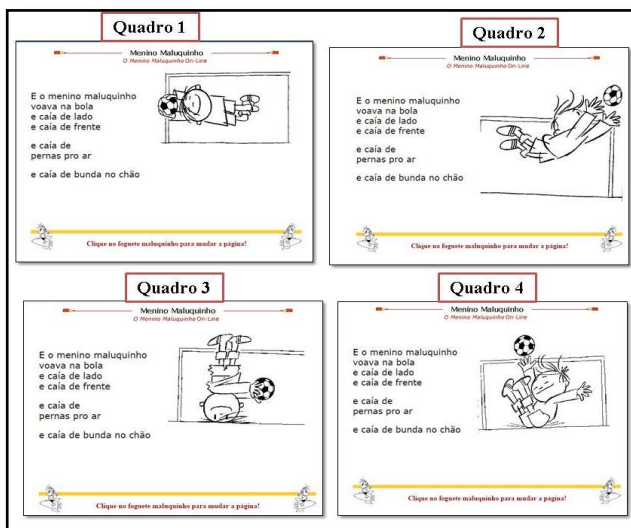 Quadro 1
Menino Maluquinho
O Menino Maluquinho On-Line
E o menino maluquinho
voava na bola
e caía de lado
e caía de frente
e caía de
pernas pro ar
e caía de bunda no chão
Clique no foguete maluquinho para mudar a página!
Quadro 2
Menino Maluquinho
O Menino Maluquinho On-Line
E o menino maluquinho
voava na bola
e caía de lado
e caía de frente
e caía de
pernas pro ar
e caía de bunda no chão
Clique no foguete maluquinho para mudar a página!
Quadro 3
Menino Maluquinho
O Menino Maluquinho On-Line
E o menino maluquinho
voava na bola
e caía de lado
e caía de frente
e caía de
pernas pro ar
e caía de bunda no chão
Clique no foguete maluquinho para mudar a página!
Quadro 4
Menino Maluquinho
O Menino Maluquinho On-Line
E o menino maluquinho
voava na bola
e caía de lado
e caía de frente
e caía de
pernas pro ar
e caía de bunda no chão
Clique no foguete maluquinho para mudar a página!